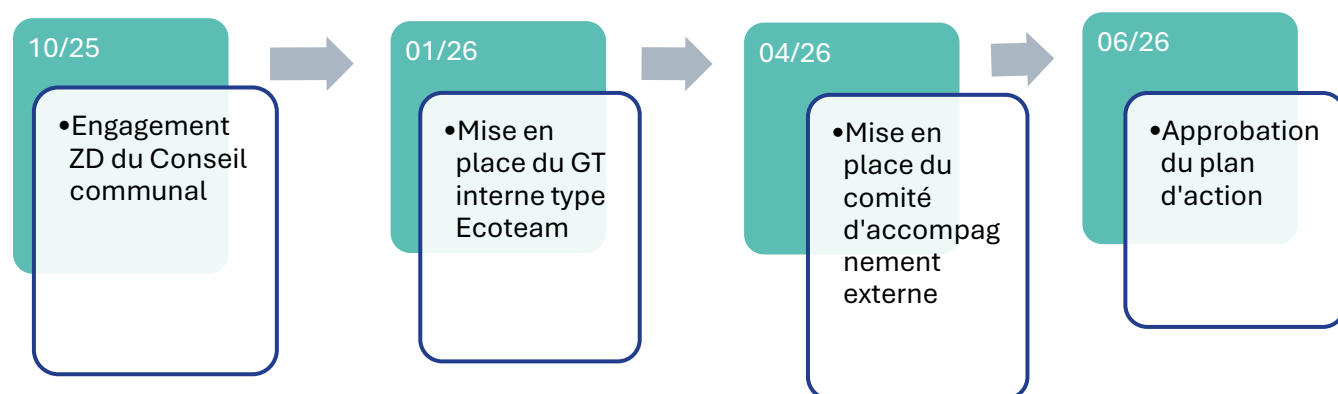 10/25
•Engagement
ZD du Conseil
communal
01/26
•Mise en
place du GT
interne type
Ecoteam
04/26
•Mise en
place du
comité
d'accompag
nement
externe
06/26
•Approbation
du plan
d'action